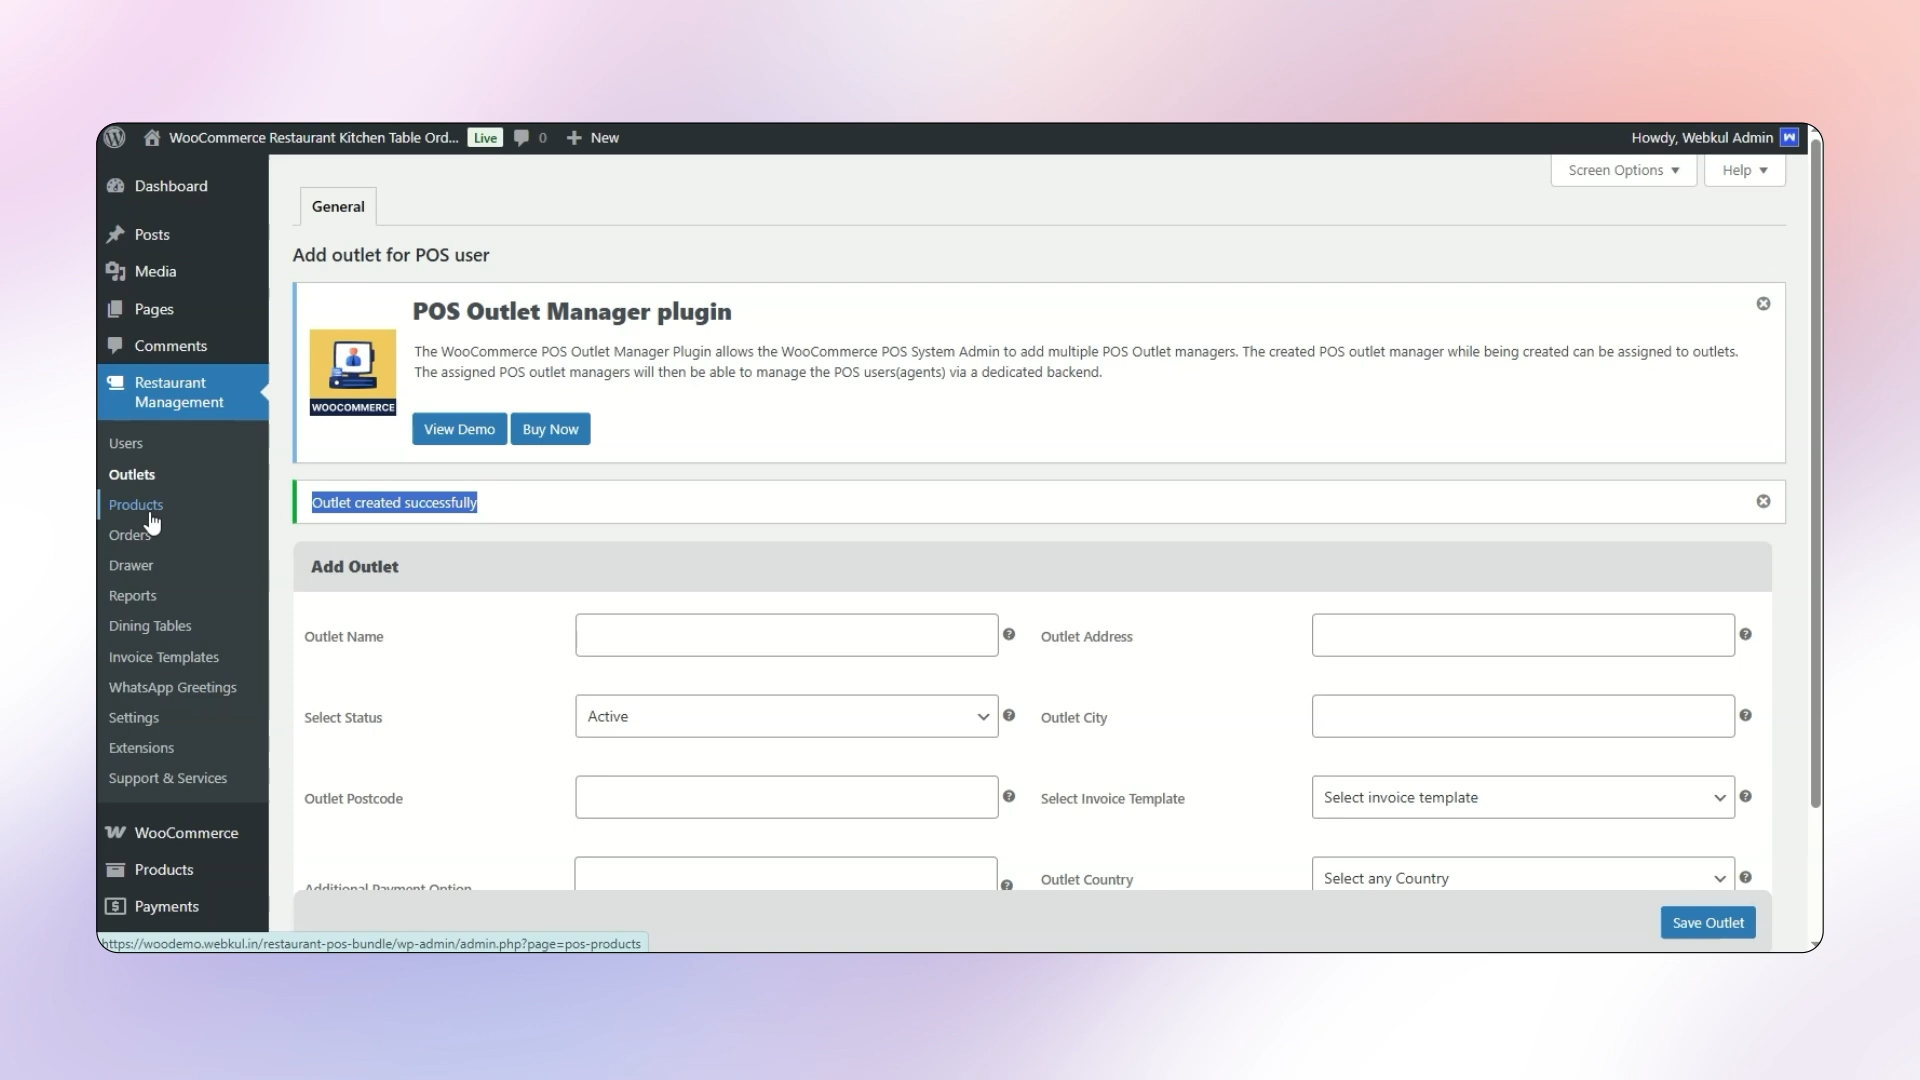 WooCommerce Restaurant Kitchen Table Ord... Live 0 New
Howdy, Webkul Admin
Screen Options
Help
Dashboard
Posts
Media
Pages
Comments
Restaurant
Management
Users
Outlets
Products
Orders
Drawer
Reports
Dining Tables
Invoice Templates
WhatsApp Greetings
Settings
Extensions
Support & Services
WooCommerce
Products
Payments
General
Add outlet for POS user
POS Outlet Manager plugin
The WooCommerce POS Outlet Manager Plugin allows the WooCommerce POS System Admin to add multiple POS Outlet managers. The created POS outlet manager while being created can be assigned to outlets.
The assigned POS outlet managers will then be able to manage the POS users(agents) via a dedicated backend.
WOOCOMMERCE
View Demo
Buy Now
Outlet created successfully
Add Outlet
Outlet Name
Outlet Address
Select Status
Active
Outlet City
Outlet Postcode
Select Invoice Template
Select invoice template
Additional Payment Option
Outlet Country
Select any Country
Save Outlet
https://woodemo.webkul.in/restaurant-pos-bundle/wp-admin/admin.php?page=pos-products